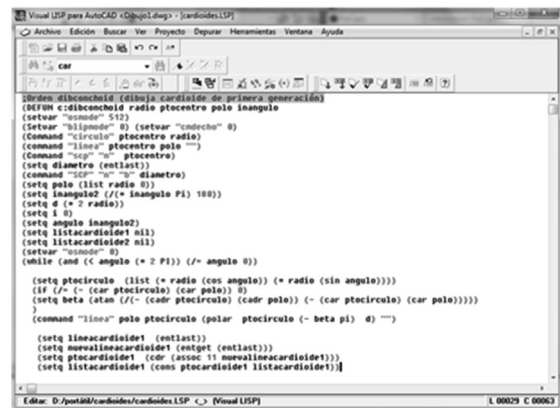 Visual LISP para AutoCAD <Dibujo1.dwg> - [cardioides.LSP]
Archivo Edición Buscar Ver Proyecto Depurar Herramientas Ventana Ayuda
car
;Orden dibconchoid (dibuja cardioide de primera generación)
(DEFUN c:dibconchoid radio ptocentro polo inangulo
(setvar "osmode" 512)
(Setvar "blipmode" 0) (setvar "cmdecho" 0)
(Command "circulo" ptocentro radio)
(command "linea" ptocentro polo "")
(Command "scp" "n" ptocentro)
(setq diametro (entlast))
(command "SCP" "n" "b" diametro)
(setq polo (list radio 0))
(setq inangulo2 (/(* inangulo Pi) 180))
(setq d (* 2 radio))
(setq i 0)
(setq angulo inangulo2)
(setq listacardioide1 nil)
(setq listacardioide2 nil)
(setvar "osmode" 0)
(while (and (< angulo (* 2 PI)) (/= angulo 0))
(setq ptocirculo (list (* radio (cos angulo)) (* radio (sin angulo))))
(if (/= (- (car ptocirculo) (car polo)) 0)
(setq beta (atan (/(- (cadr ptocirculo) (cadr polo)) (- (car ptocirculo) (car polo)))))
)
(command "linea" polo ptocirculo (polar ptocirculo (- beta pi) d) "")
(setq lineacardioide1 (entlast))
(setq nuevalineacardioide1 (entget (entlast)))
(setq ptocardioide1 (cdr (assoc 11 nuevalineacardioide1)))
(setq listacardioide1 (cons ptocardioide1 listacardioide1))
Editar: D:/portátil/cardioides/cardioides.LSP <_> (Visual LISP)
L 00029 C 00063